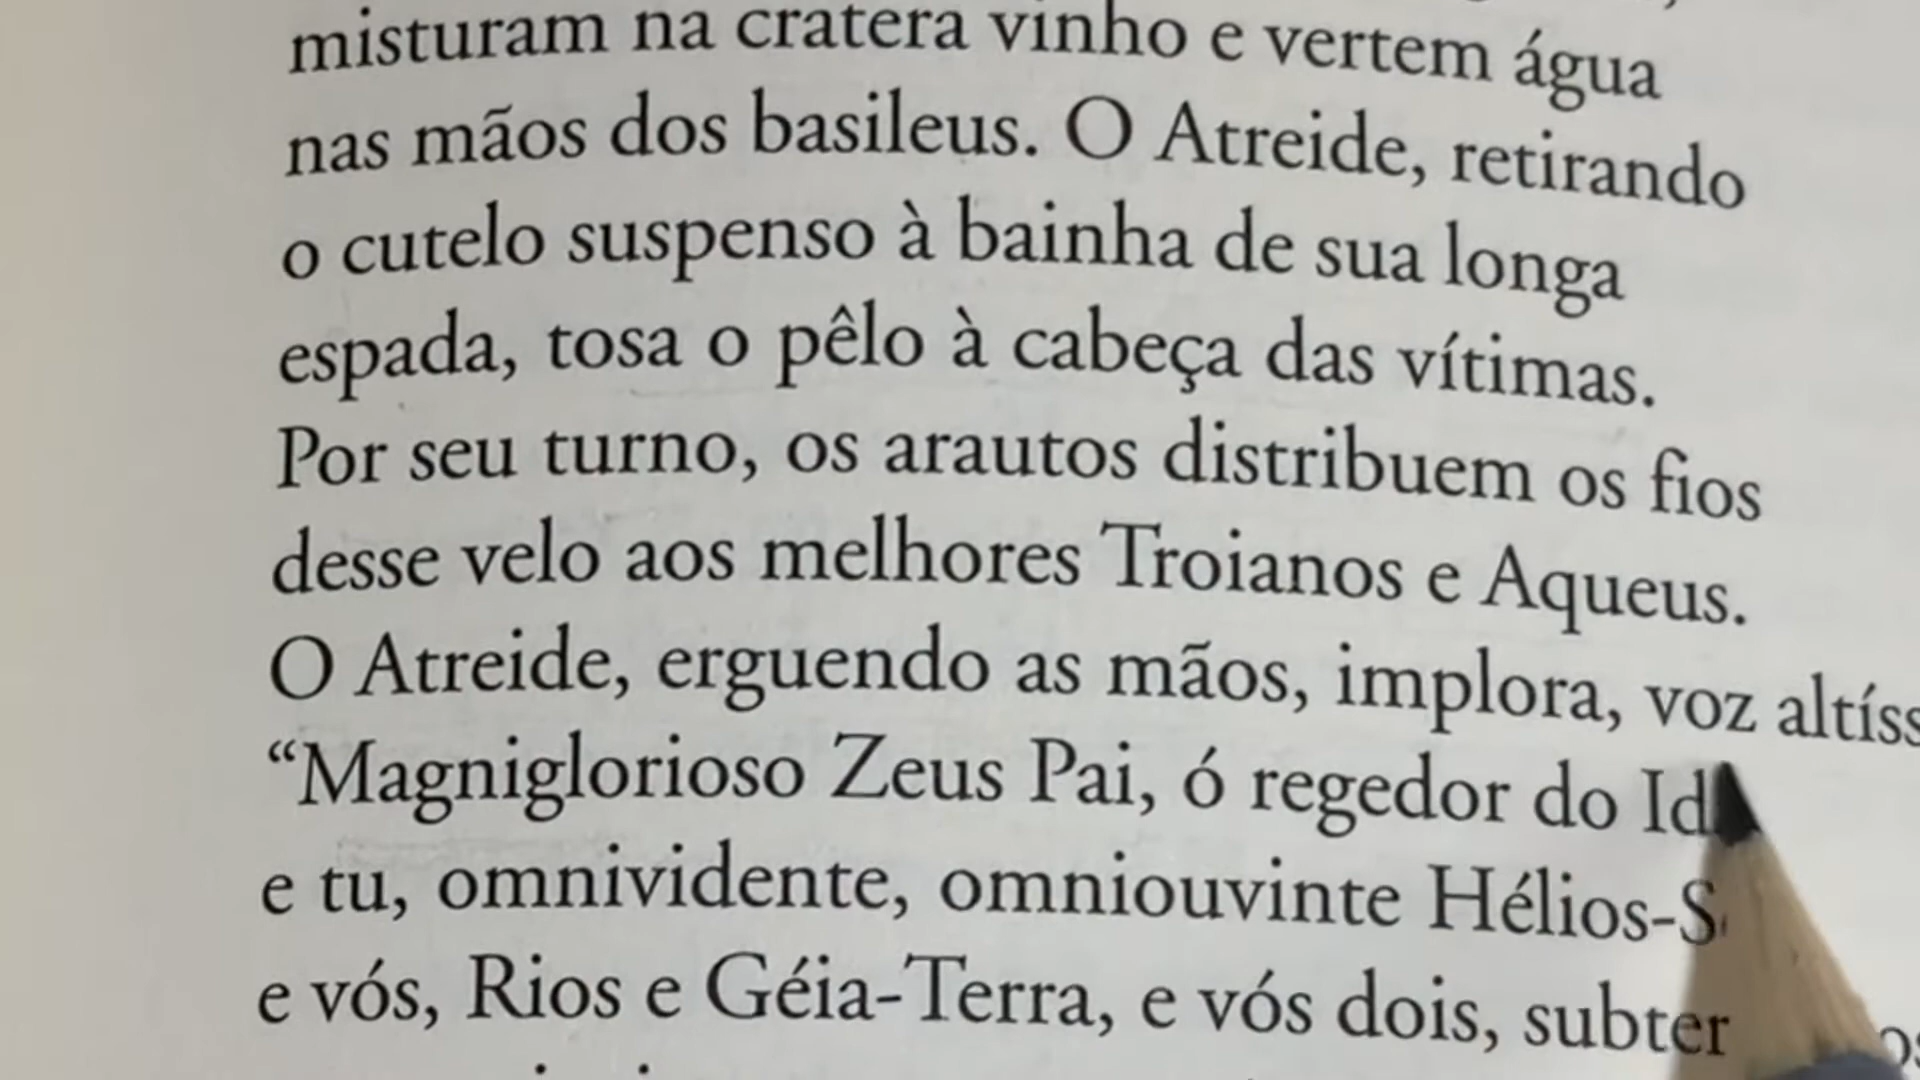 misturam na cratera vinho e vertem água
nas mãos dos basileus. O Atreide, retirando
o cutelo suspenso à bainha de sua longa
espada, tosa o pêlo à cabeça das vítimas.
Por seu turno, os arautos distribuem os fios
desse velo aos melhores Troianos e Aqueus.
O Atreide, erguendo as mãos, implora, voz
“Magniglorioso Zeus Pai, ó regedor do
e tu, omnividente, omniouvinte
e vós, Rios e Géia-Terra, e vós dois,